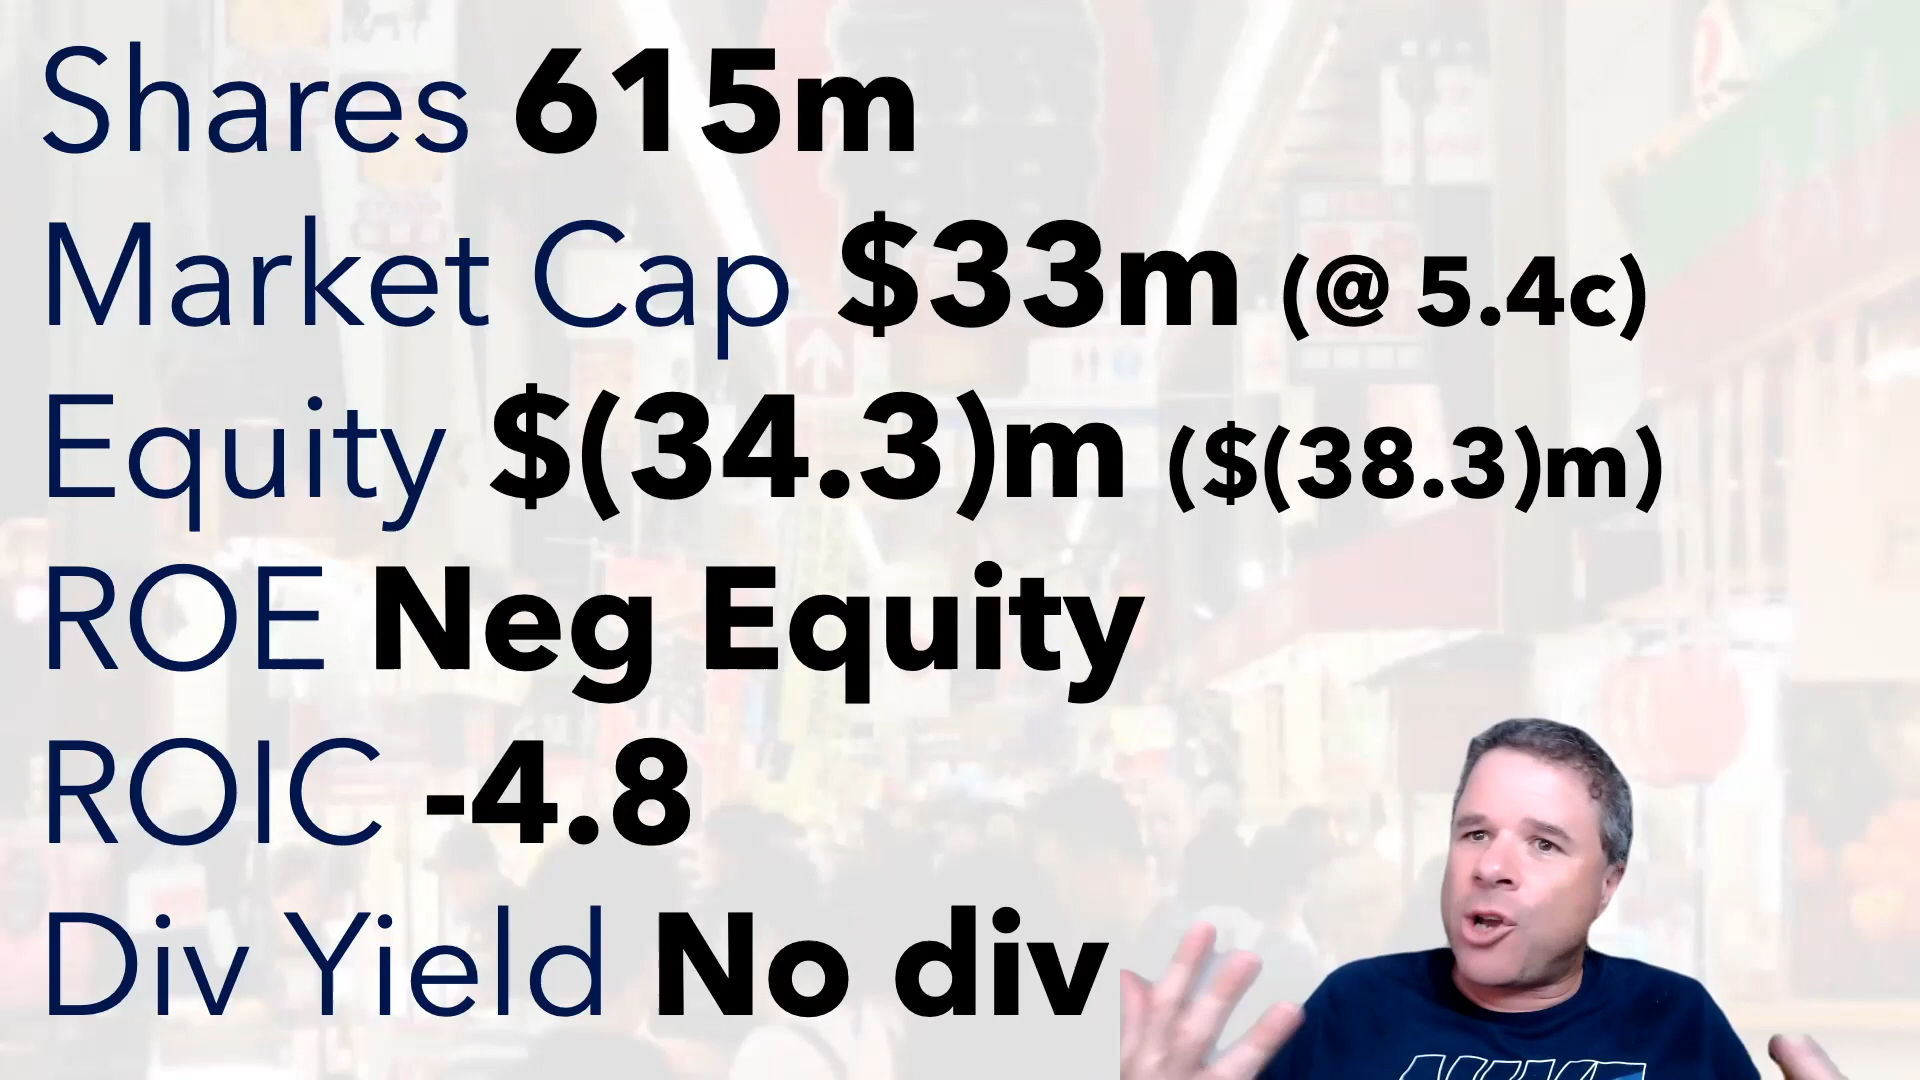 Shares 615m
Market Cap $33m (@ 5.4c)
Equity $(34.3)m ($(38.3)m)
ROE Neg Equity
ROIC -4.8
Div Yield No div